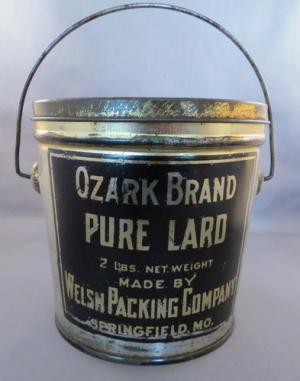 OZARK BRAND
PURE LARD
2 LBS. NET. WEIGHT
MADE BY
WELSH PACKING COMPANY
SPRINGFIELD, MO.